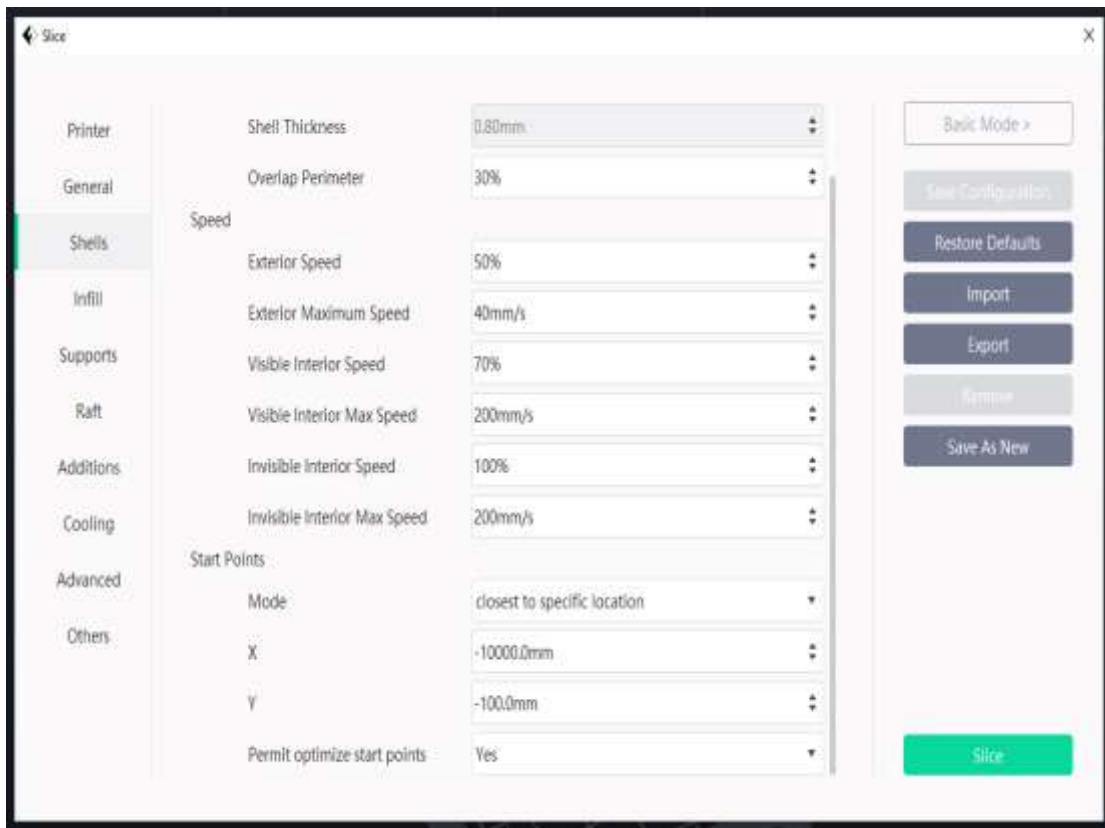 Slice
Printer
General
Shells
Infill
Supports
Raft
Additions
Cooling
Advanced
Others
Shell Thickness 0.80mm
Overlap Perimeter 30%
Speed
Exterior Speed 50%
Exterior Maximum Speed 40mm/s
Visible Interior Speed 70%
Visible Interior Max Speed 200mm/s
Invisible Interior Speed 100%
Invisible Interior Max Speed 200mm/s
Start Points
Mode closest to specific location
X -10000.0mm
Y -100.0mm
Permit optimize start points Yes
Basic Mode >
Save Configuration
Restore Defaults
Import
Export
Remove
Save As New
Slice